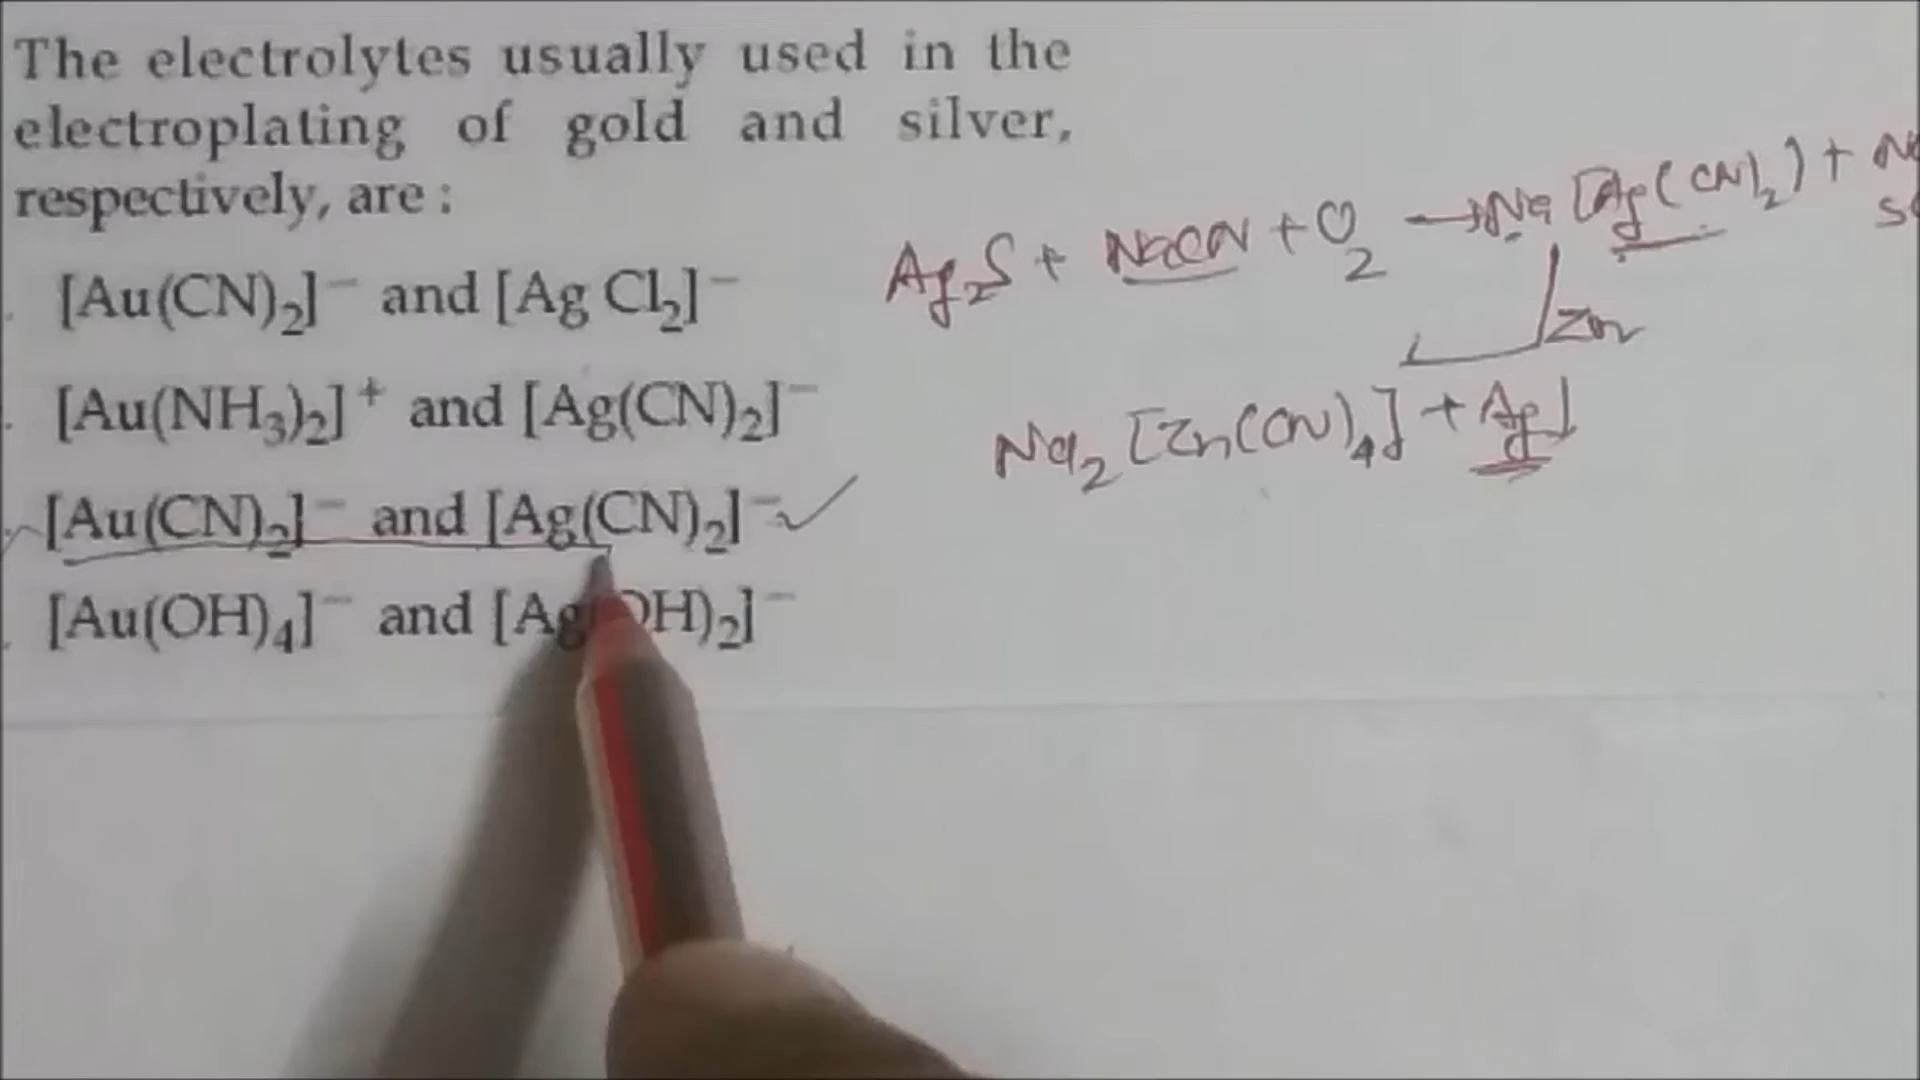 The electrolytes usually used in the
electroplating of gold and silver,
respectively, are :
[Au(CN)₂]⁻ and [Ag Cl₂]⁻
[Au(NH₃)₂]⁺ and [Ag(CN)₂]⁻
[Au(CN)₂]⁻ and [Ag(CN)₂]⁻ ✓
[Au(OH)₄]⁻ and [Ag OH)₂]⁻
Ag₂S + NaCN + O₂ → Na [Ag(CN)₂) +
Zn
Na₂ [Zn(CN)₄] + Ag↓